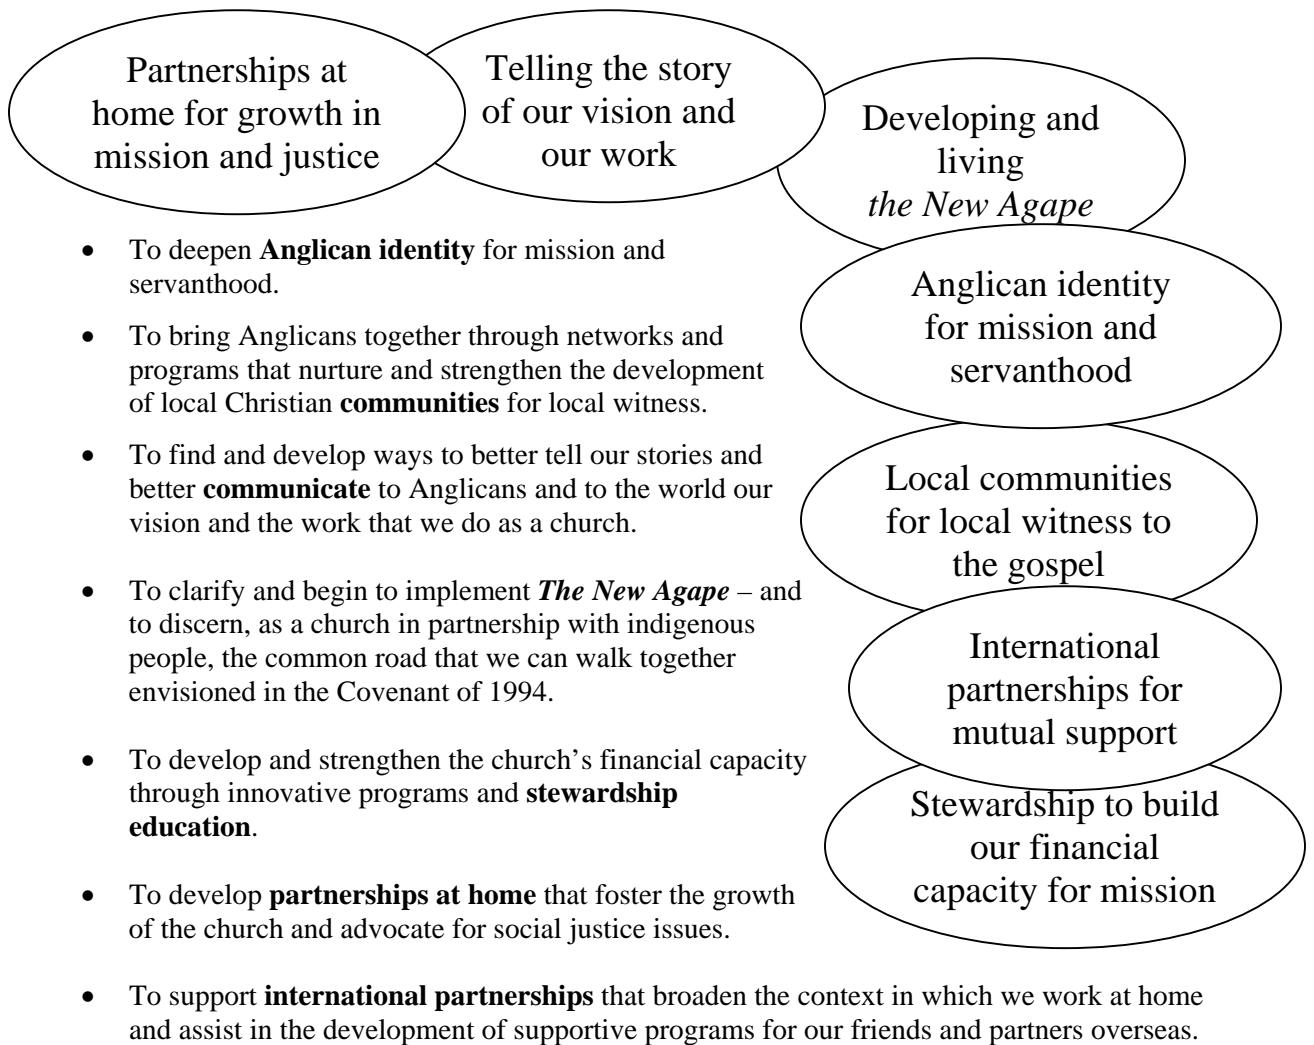 Partnerships at
home for growth in
mission and justice
Telling the story
of our vision and
our work
Developing and
living
the New Agape
Anglican identity
for mission and
servanthood
Local communities
for local witness to
the gospel
International
partnerships for
mutual support
Stewardship to build
our financial
capacity for mission
• To deepen Anglican identity for mission and
servanthood.
• To bring Anglicans together through networks and
programs that nurture and strengthen the development
of local Christian communities for local witness.
• To find and develop ways to better tell our stories and
better communicate to Anglicans and to the world our
vision and the work that we do as a church.
• To clarify and begin to implement The New Agape – and
to discern, as a church in partnership with indigenous
people, the common road that we can walk together
envisioned in the Covenant of 1994.
• To develop and strengthen the church’s financial capacity
through innovative programs and stewardship
education.
• To develop partnerships at home that foster the growth
of the church and advocate for social justice issues.
• To support international partnerships that broaden the context in which we work at home
and assist in the development of supportive programs for our friends and partners overseas.